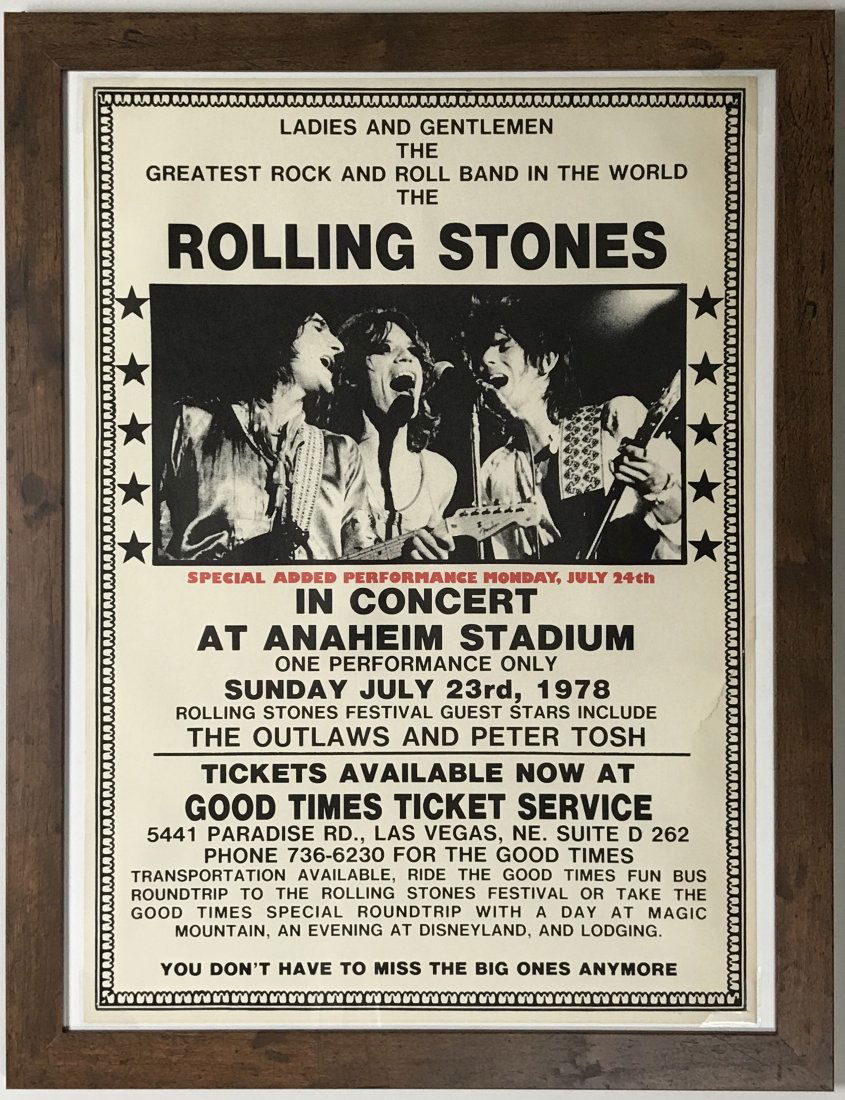 LADIES AND GENTLEMEN
THE
GREATEST ROCK AND ROLL BAND IN THE WORLD
THE
ROLLING STONES
SPECIAL ADDED PERFORMANCE MONDAY, JULY 24th
IN CONCERT
AT ANAHEIM STADIUM
ONE PERFORMANCE ONLY
SUNDAY JULY 23rd, 1978
ROLLING STONES FESTIVAL GUEST STARS INCLUDE
THE OUTLAWS AND PETER TOSH
TICKETS AVAILABLE NOW AT
GOOD TIMES TICKET SERVICE
5441 PARADISE RD., LAS VEGAS, NE. SUITE D 262
PHONE 736-6230 FOR THE GOOD TIMES
TRANSPORTATION AVAILABLE, RIDE THE GOOD TIMES FUN BUS
ROUNDTRIP TO THE ROLLING STONES FESTIVAL OR TAKE THE
GOOD TIMES SPECIAL ROUNDTRIP WITH A DAY AT MAGIC
MOUNTAIN, AN EVENING AT DISNEYLAND, AND LODGING.
YOU DON'T HAVE TO MISS THE BIG ONES ANYMORE